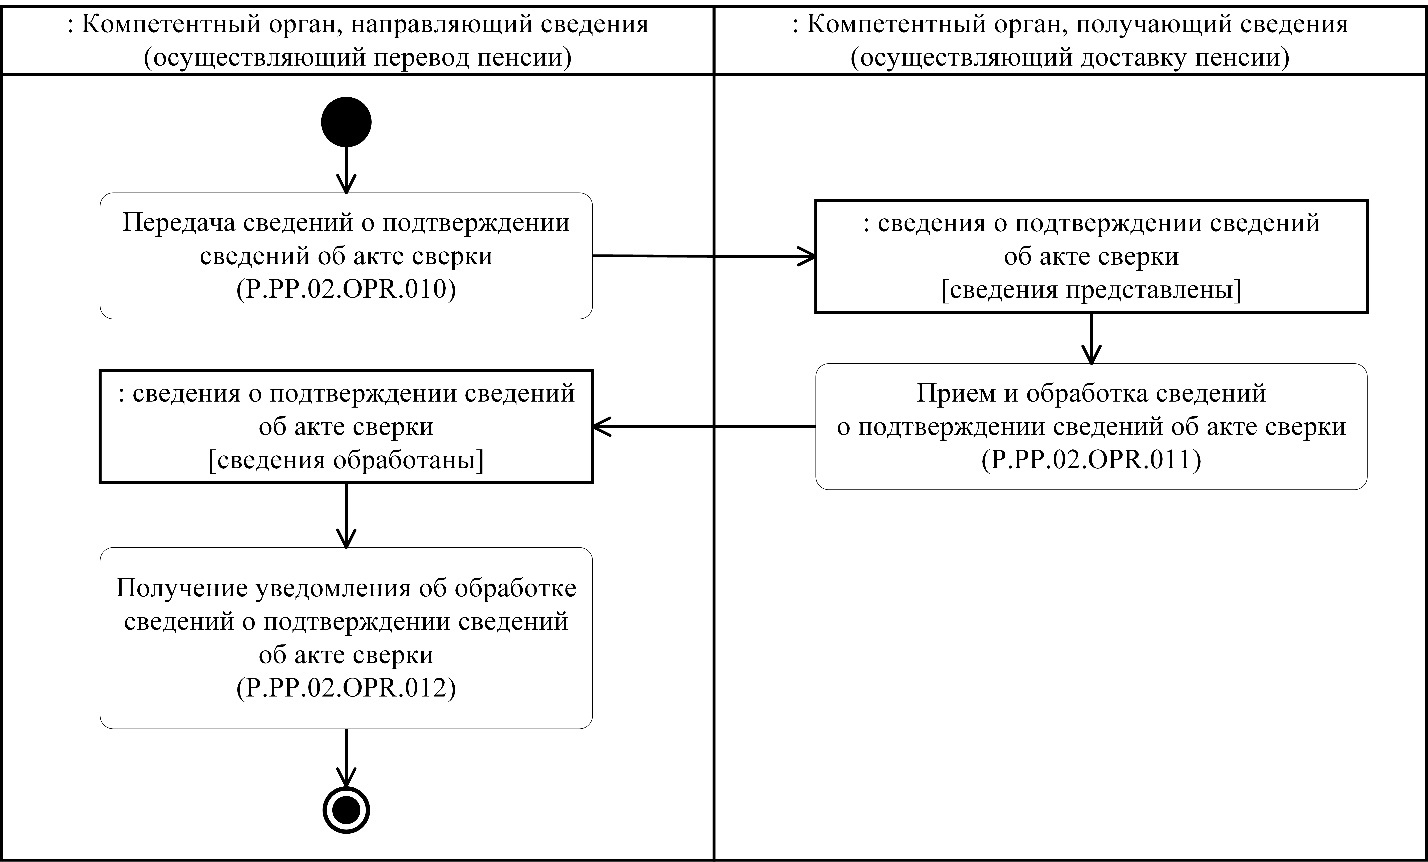 : Компетентный орган, направляющий сведения
(осуществляющий перевод пенсии)
: Компетентный орган, получающий сведения
(осуществляющий доставку пенсии)
Передача сведений о подтверждении
сведений об акте сверки
(P.PP.02.OPR.010)
: сведения о подтверждении сведений
об акте сверки
[сведения представлены]
: сведения о подтверждении сведений
об акте сверки
[сведения обработаны]
Прием и обработка сведений
о подтверждении сведений об акте сверки
(P.PP.02.OPR.011)
Получение уведомления об обработке
сведений о подтверждении сведений
об акте сверки
(P.PP.02.OPR.012)